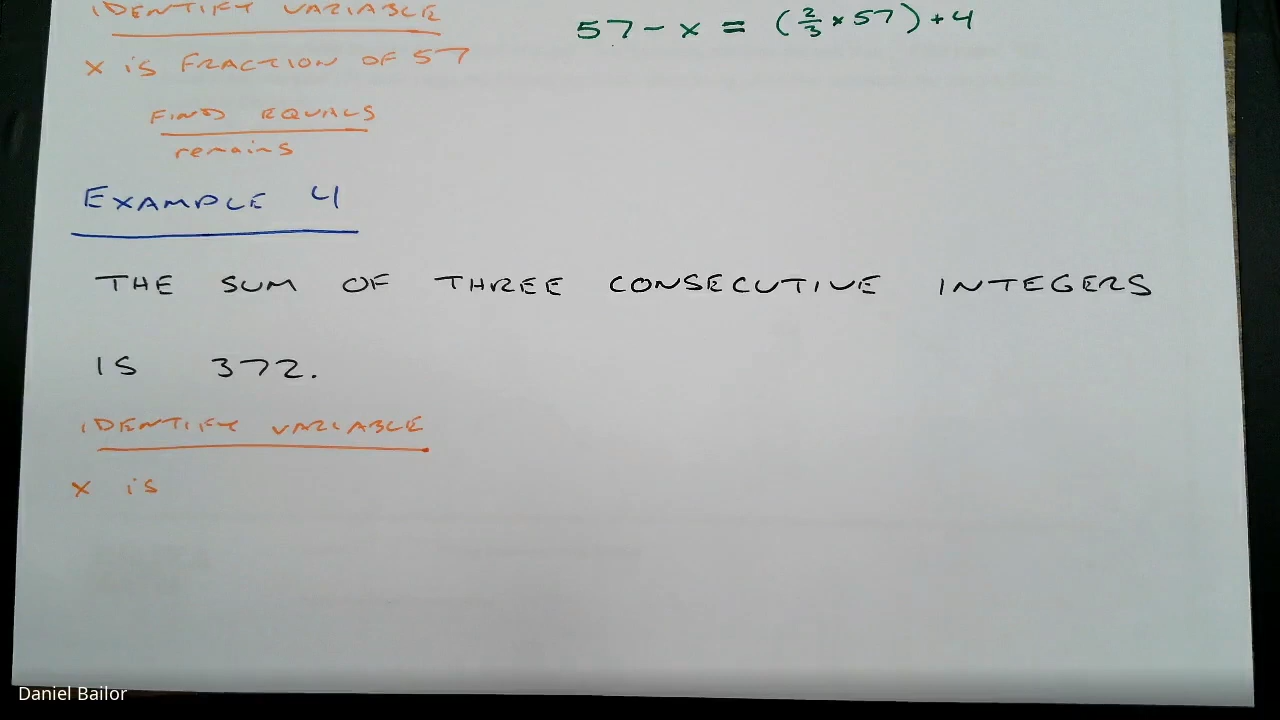 IDENTIFY VARIABLE
57 - x = (2/3 × 57) + 4
x is FRACTION OF 57
FIND EQUALS
remains
EXAMPLE 4
THE SUM OF THREE CONSECUTIVE INTEGERS
IS 372.
IDENTIFY VARIABLE
x is
Daniel Bailor